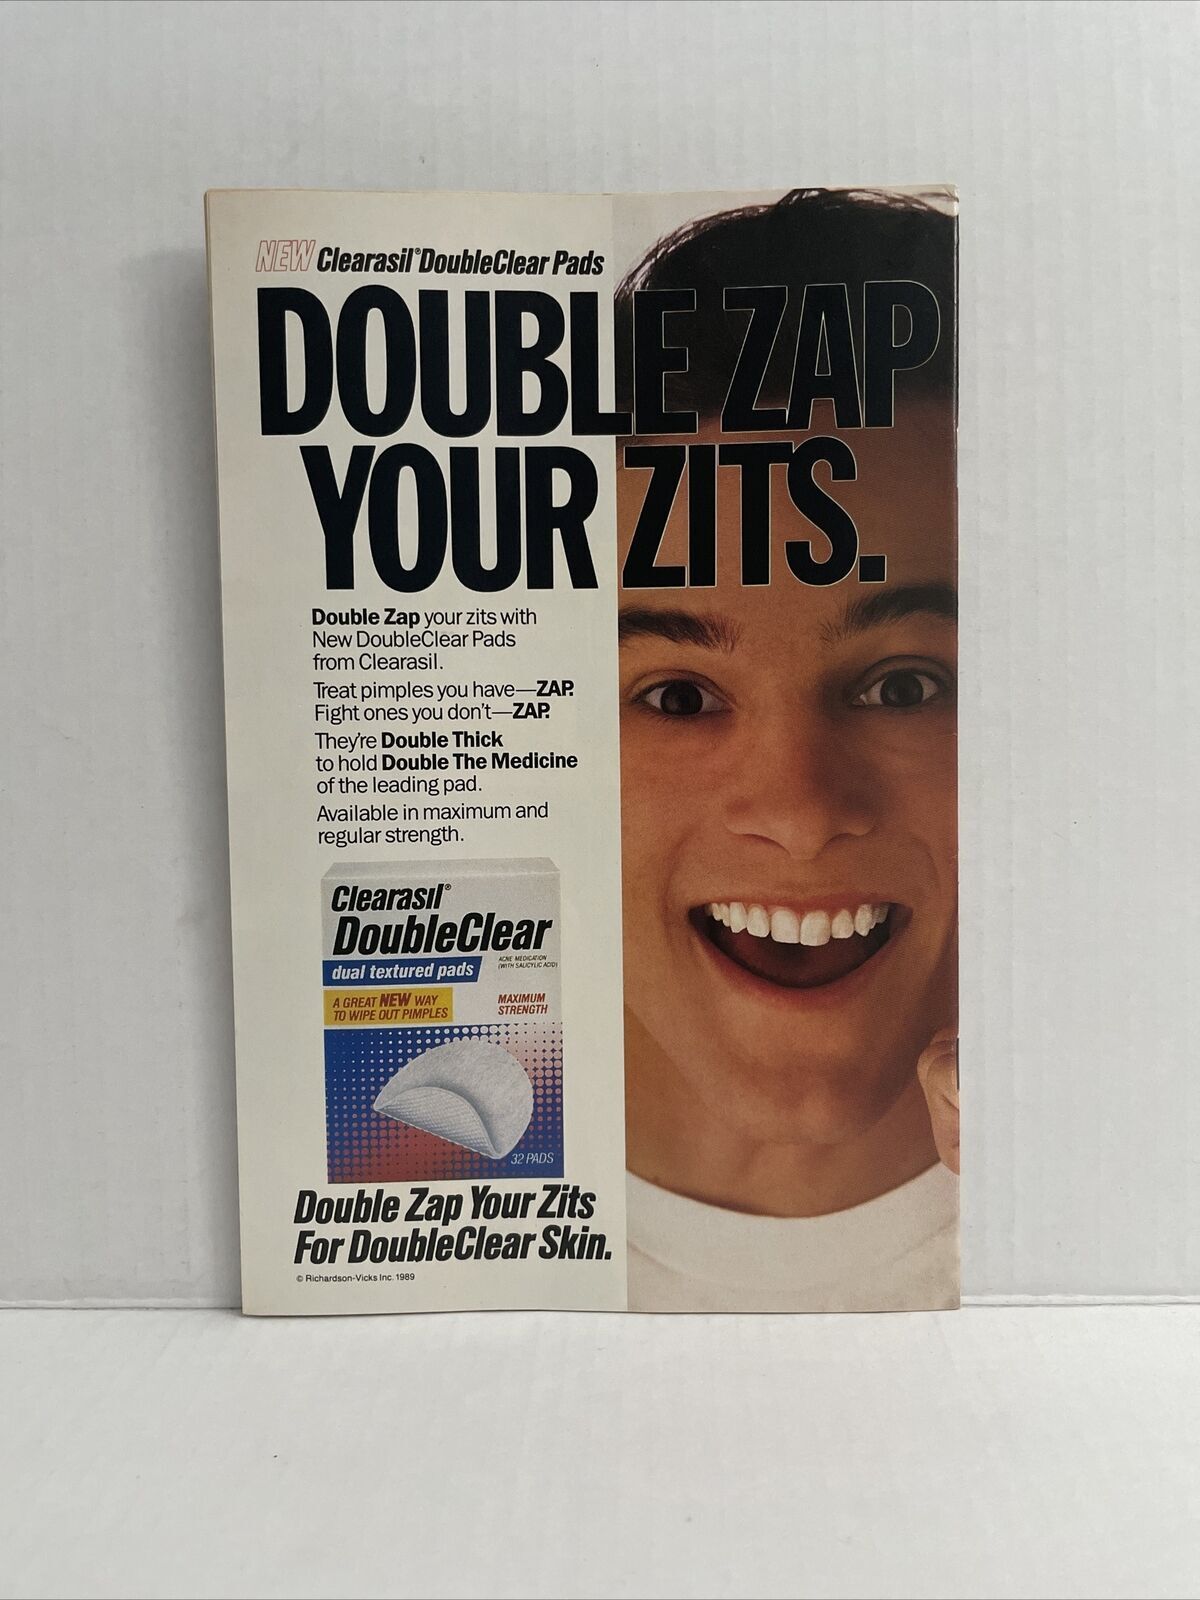 NEW Clearasil® DoubleClear Pads
DOUBLE ZAP
YOUR ZITS.
Double Zap your zits with
New DoubleClear Pads
from Clearasil.
Treat pimples you have—ZAP.
Fight ones you don't—ZAP.
They're Double Thick
to hold Double The Medicine
of the leading pad.
Available in maximum and
regular strength.
Clearasil®
DoubleClear
dual textured pads
ACNE MEDICATION
(WITH SALICYLIC ACID)
A GREAT NEW WAY
TO WIPE OUT PIMPLES
MAXIMUM
STRENGTH
32 PADS
Double Zap Your Zits
For DoubleClear Skin.
© Richardson-Vicks Inc. 1989